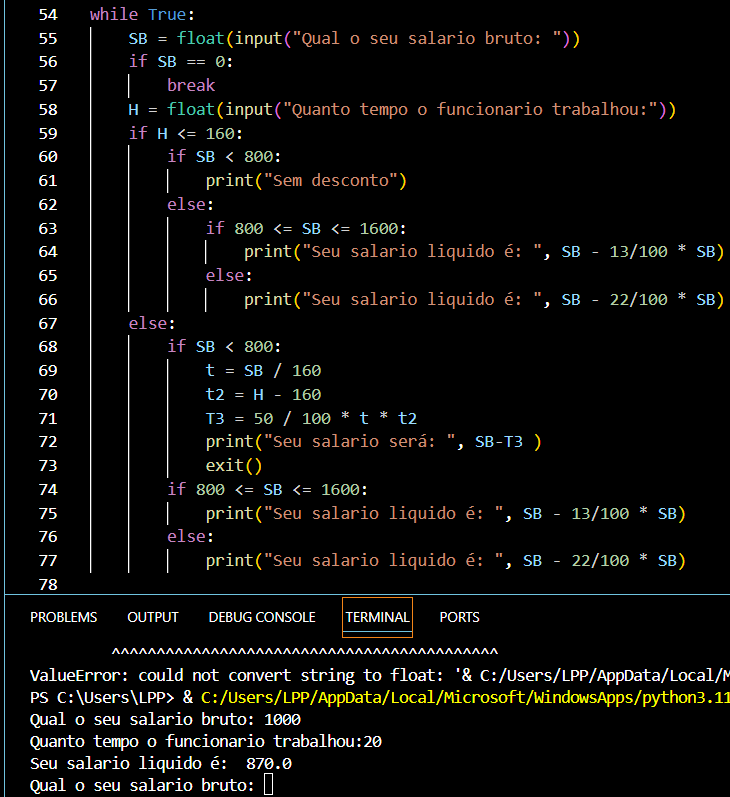 54 while True:
55 SB = float(input("Qual o seu salario bruto: "))
56 if SB == 0:
57 break
58 H = float(input("Quanto tempo o funcionario trabalhou:"))
59 if H <= 160:
60 if SB < 800:
61 print("Sem desconto")
62 else:
63 if 800 <= SB <= 1600:
64 print("Seu salario liquido é: ", SB - 13/100 * SB)
65 else:
66 print("Seu salario liquido é: ", SB - 22/100 * SB)
67 else:
68 if SB < 800:
69 t = SB / 160
70 t2 = H - 160
71 T3 = 50 / 100 * t * t2
72 print("Seu salario será: ", SB-T3 )
73 exit()
74 if 800 <= SB <= 1600:
75 print("Seu salario liquido é: ", SB - 13/100 * SB)
76 else:
77 print("Seu salario liquido é: ", SB - 22/100 * SB)
78
PROBLEMS OUTPUT DEBUG CONSOLE TERMINAL PORTS
^^^^^^^^^^^^^^^^^^^^^^^^^^^^^^^^^^^^^^^^^^^
ValueError: could not convert string to float: '& C:/Users/LPP/AppData/Local/M
PS C:\Users\LPP> & C:/Users/LPP/AppData/Local/Microsoft/WindowsApps/python3.11
Qual o seu salario bruto: 1000
Quanto tempo o funcionario trabalhou:20
Seu salario liquido é:  870.0
Qual o seu salario bruto: